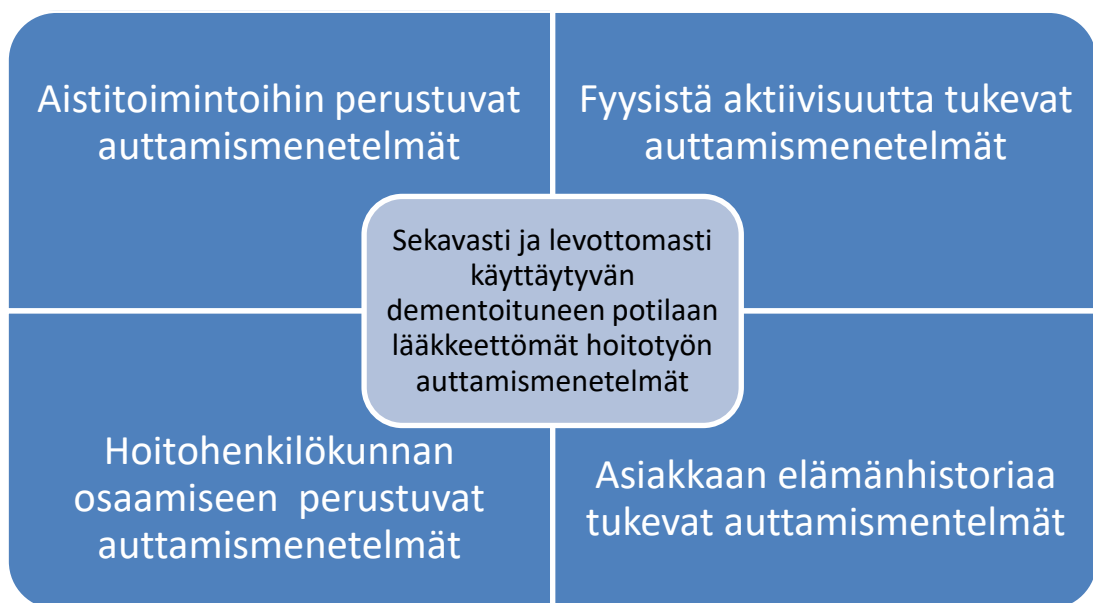 Aistitoimintoihin perustuvat
auttamismenetelmät
Fyysistä aktiivisuutta tukevat
auttamismenetelmät
Sekavasti ja levottomasti
käyttäytyvän
dementoituneen potilaan
lääkkeettömät hoitotyön
auttamismenetelmät
Hoitohenkilökunnan
osaamiseen perustuvat
auttamismenetelmät
Asiakkaan elämänhistoriaa
tukevat auttamismentelmät